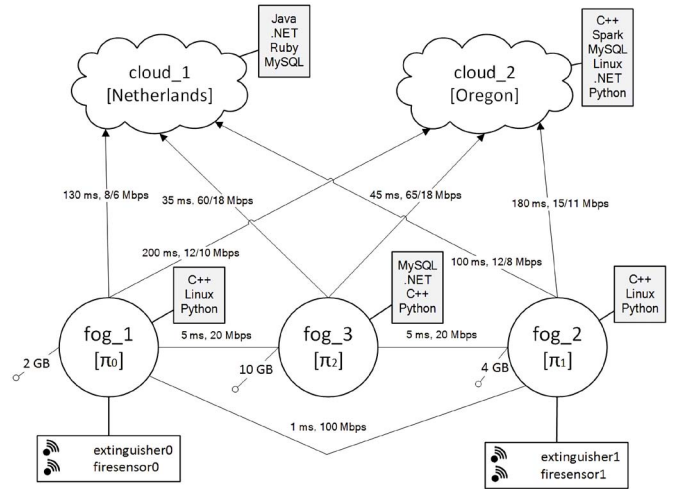 Java
.NET
Ruby
MySQL
C++
Spark
MySQL
Linux
.NET
Python
cloud_1
[Netherlands]
cloud_2
[Oregon]
130 ms, 8/6 Mbps
35 ms, 60/18 Mbps
45 ms, 65/18 Mbps
180 ms, 15/11 Mbps
200 ms, 12/10 Mbps
100 ms, 12/8 Mbps
C++
Linux
Python
MySQL
.NET
C++
Python
C++
Linux
Python
fog_1
[π0]
5 ms, 20 Mbps
fog_3
[π2]
5 ms, 20 Mbps
fog_2
[π1]
2 GB
10 GB
4 GB
1 ms, 100 Mbps
extinguisher0
firesensor0
extinguisher1
firesensor1